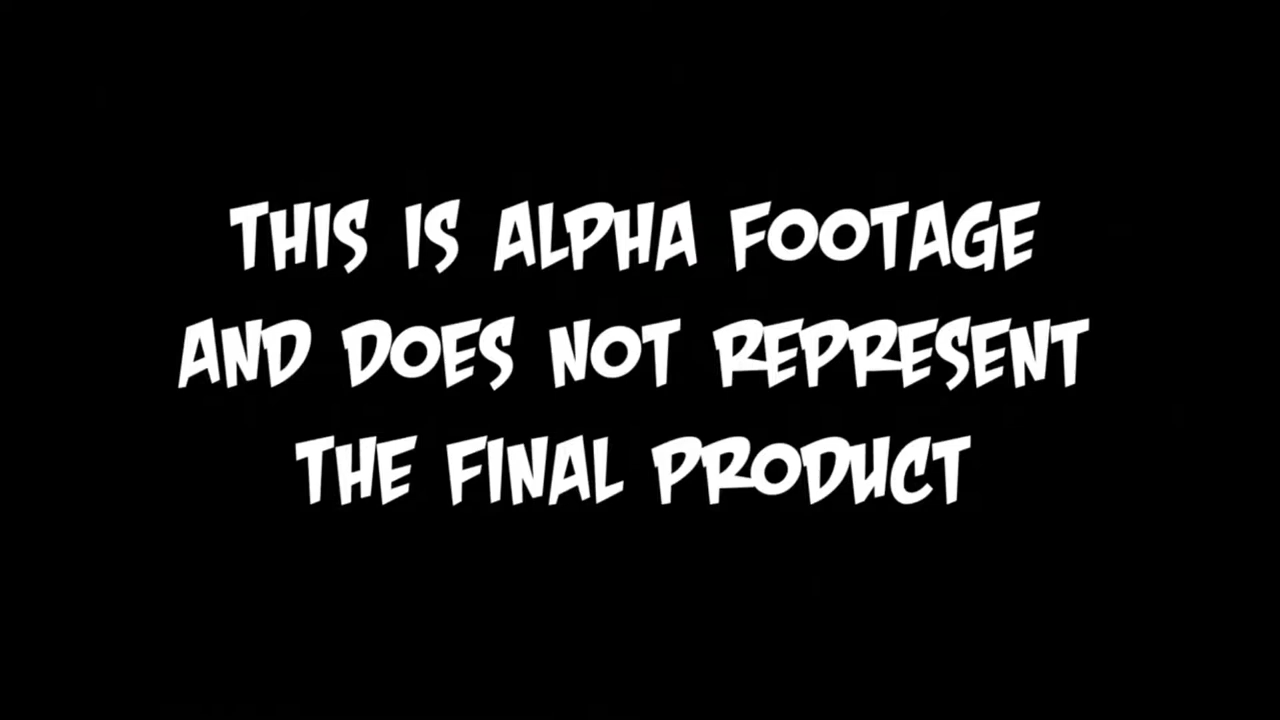 THIS IS ALPHA FOOTAGE
AND DOES NOT REPRESENT
THE FINAL PRODUCT